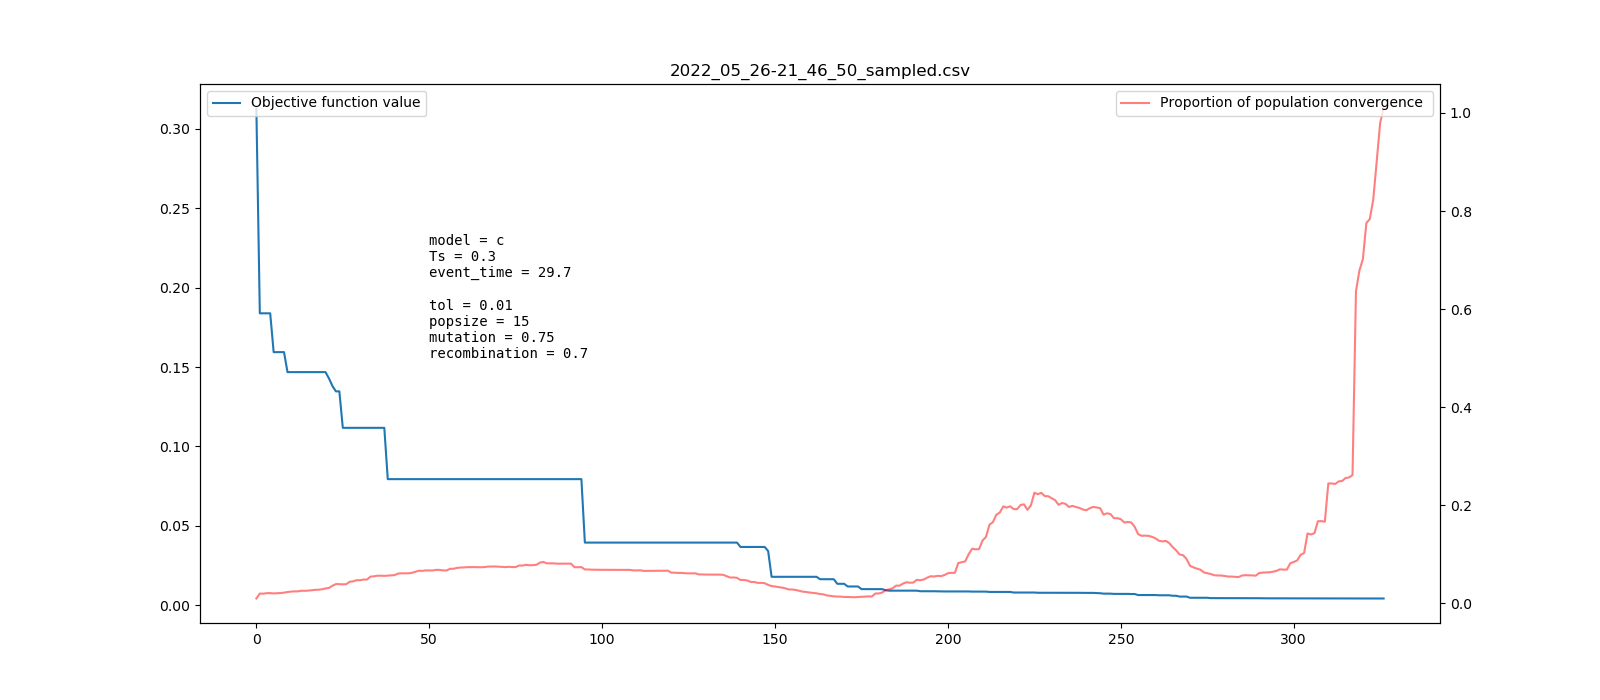 2022_05_26-21_46_50_sampled.csv
Objective function value
Proportion of population convergence
0.30
0.25
0.20
0.15
0.10
0.05
0.00
model = c
Ts = 0.3
event_time = 29.7
tol = 0.01
popsize = 15
mutation = 0.75
recombination = 0.7
1.0
0.8
0.6
0.4
0.2
0.0
0 50 100 150 200 250 300